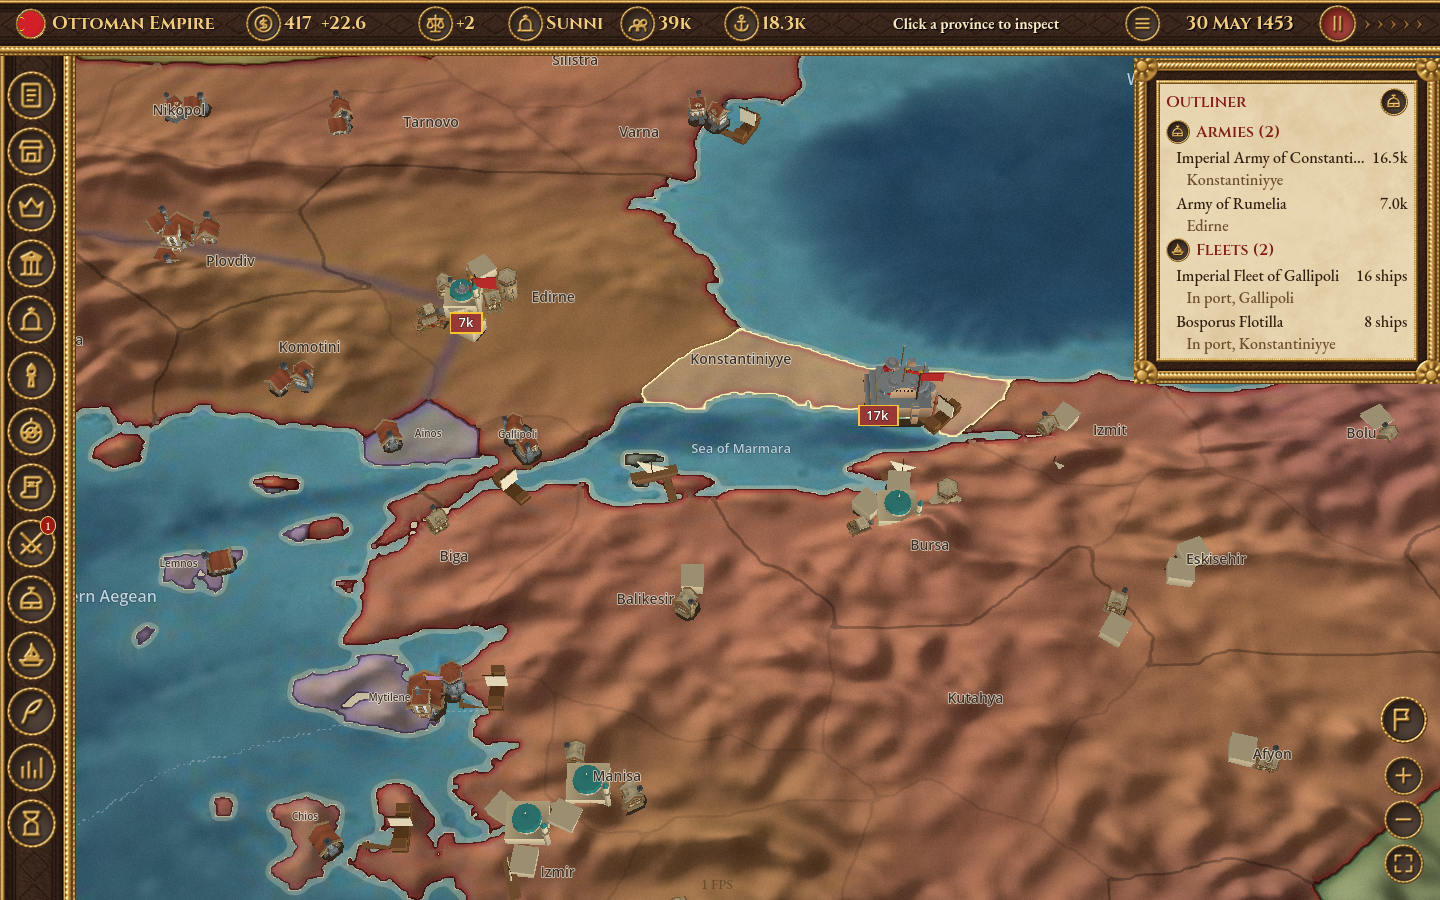 OTTOMAN EMPIRE
417 +22.6
+2
SUNNI
39K
18.3K
Click a province to inspect
30 MAY 1453
OUTLINER
ARMIES (2)
Imperial Army of Constanti... 16.5k
Konstantiniyye
Army of Rumelia 7.0k
Edirne
FLEETS (2)
Imperial Fleet of Gallipoli 16 ships
In port, Gallipoli
Bosporus Flotilla 8 ships
In port, Konstantiniyye
Silistra
Nikopol
Tarnovo
Varna
W
Plovdiv
Edirne
7k
a
Komotini
Konstantiniyye
17k
Ainos
Gallipoli
Sea of Marmara
Izmit
Bolu
1
Biga
Bursa
Lemnos
Eskisehir
ern Aegean
Balikesir
Mytilene
Kutahya
Manisa
Afyon
Chios
Izmir
1 FPS